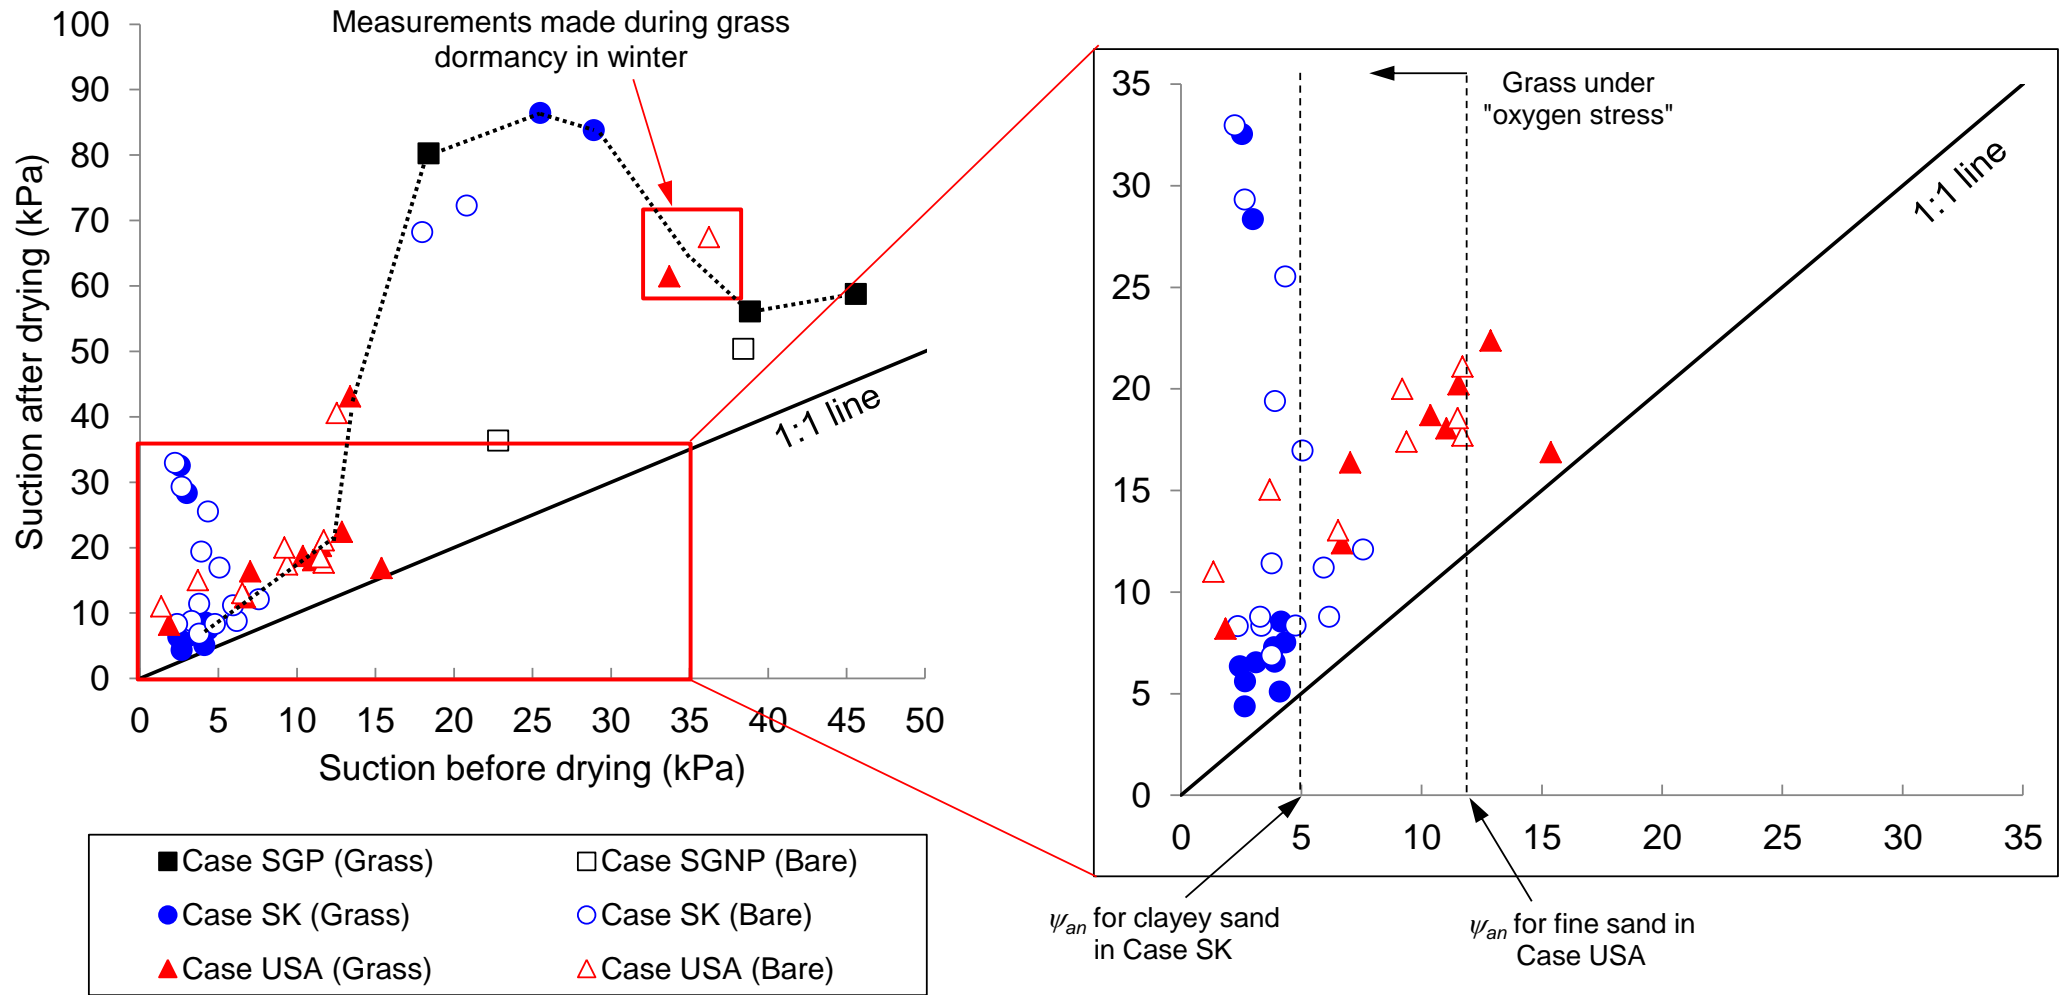 Measurements made during grass
dormancy in winter
100
90
80
70
60
50
40
30
20
10
0
Suction after drying (kPa)
1:1 line
0 5 10 15 20 25 30 35 40 45 50
Suction before drying (kPa)
Case SGP (Grass) Case SGNP (Bare)
Case SK (Grass) Case SK (Bare)
Case USA (Grass) Case USA (Bare)
Grass under
"oxygen stress"
35
30
25
20
15
10
5
0
1:1 line
0 5 10 15 20 25 30 35
ψan for clayey sand
in Case SK
ψan for fine sand in
Case USA